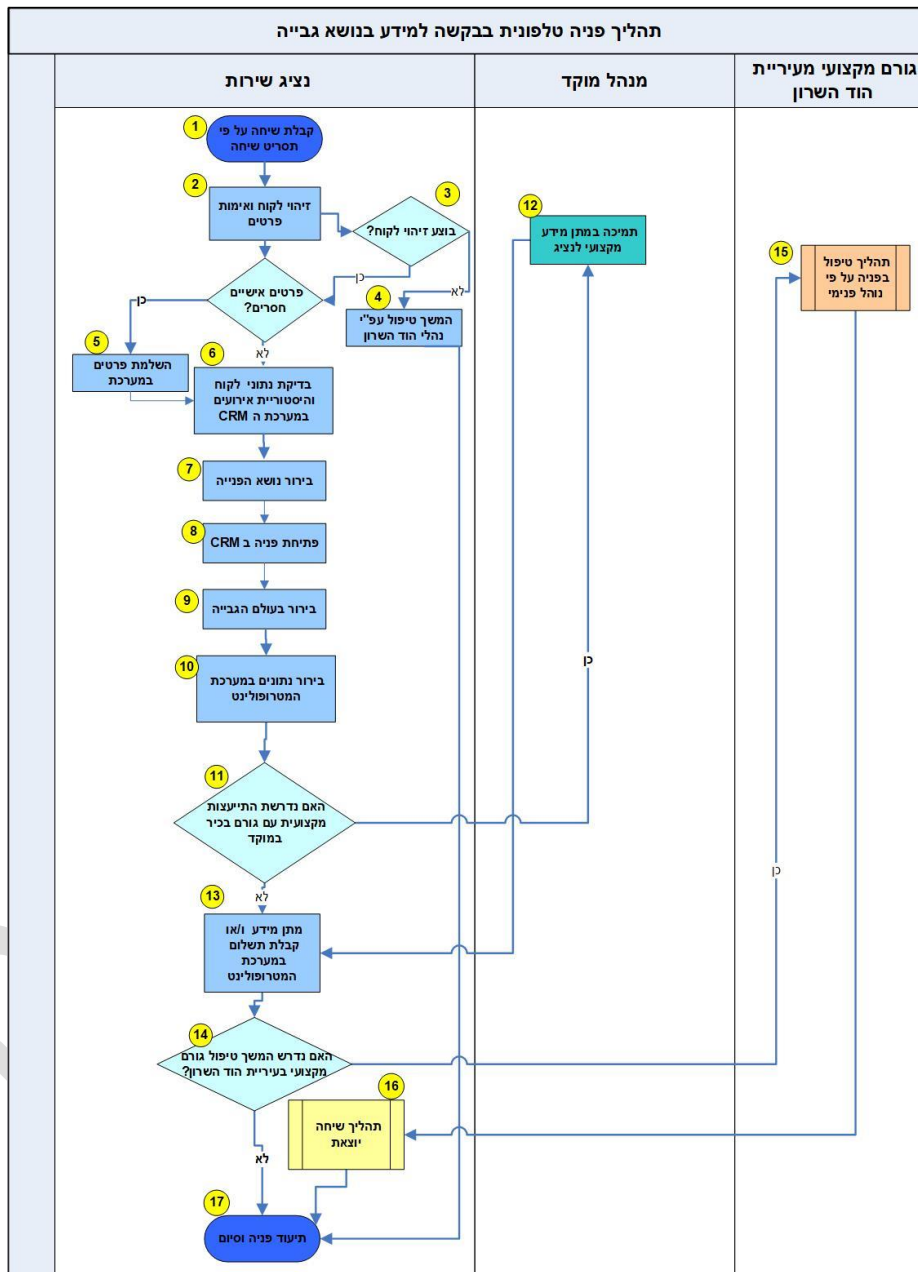 תהליך פניה טלפונית בבקשה למידע בנושא גבייה
נציג שירות
מנהל מוקד
גורם מקצועי מעיריית
הוד השרון
1
קבלת שיחה על פי
תסריט שיחה
2
זיהוי לקוח ואימות
פרטים
3
בוצע זיהוי לקוח?
כן
לא
4
המשך טיפול עפ"י
נהלי הוד השרון
פרטים אישיים
חסרים?
כן
לא
5
השלמת פרטים
במערכת
6
בדיקת נתוני לקוח
והיסטוריית אירועים
במערכת ה CRM
7
בירור נושא הפנייה
8
פתיחת פניה ב CRM
9
בירור בעולם הגבייה
10
בירור נתונים במערכת
המטרופולינט
11
האם נדרשת התייעצות
מקצועית עם גורם בכיר
במוקד
כן
לא
12
תמיכה במתן מידע
מקצועי לנציג
13
מתן מידע ו/או
קבלת תשלום
במערכת
המטרופולינט
14
האם נדרש המשך טיפול גורם
מקצועי בעיריית הוד השרון?
כן
לא
15
תהליך טיפול
בפניה על פי
נוהל פנימי
16
תהליך שיחה
יוצאת
17
תיעוד פניה וסיום